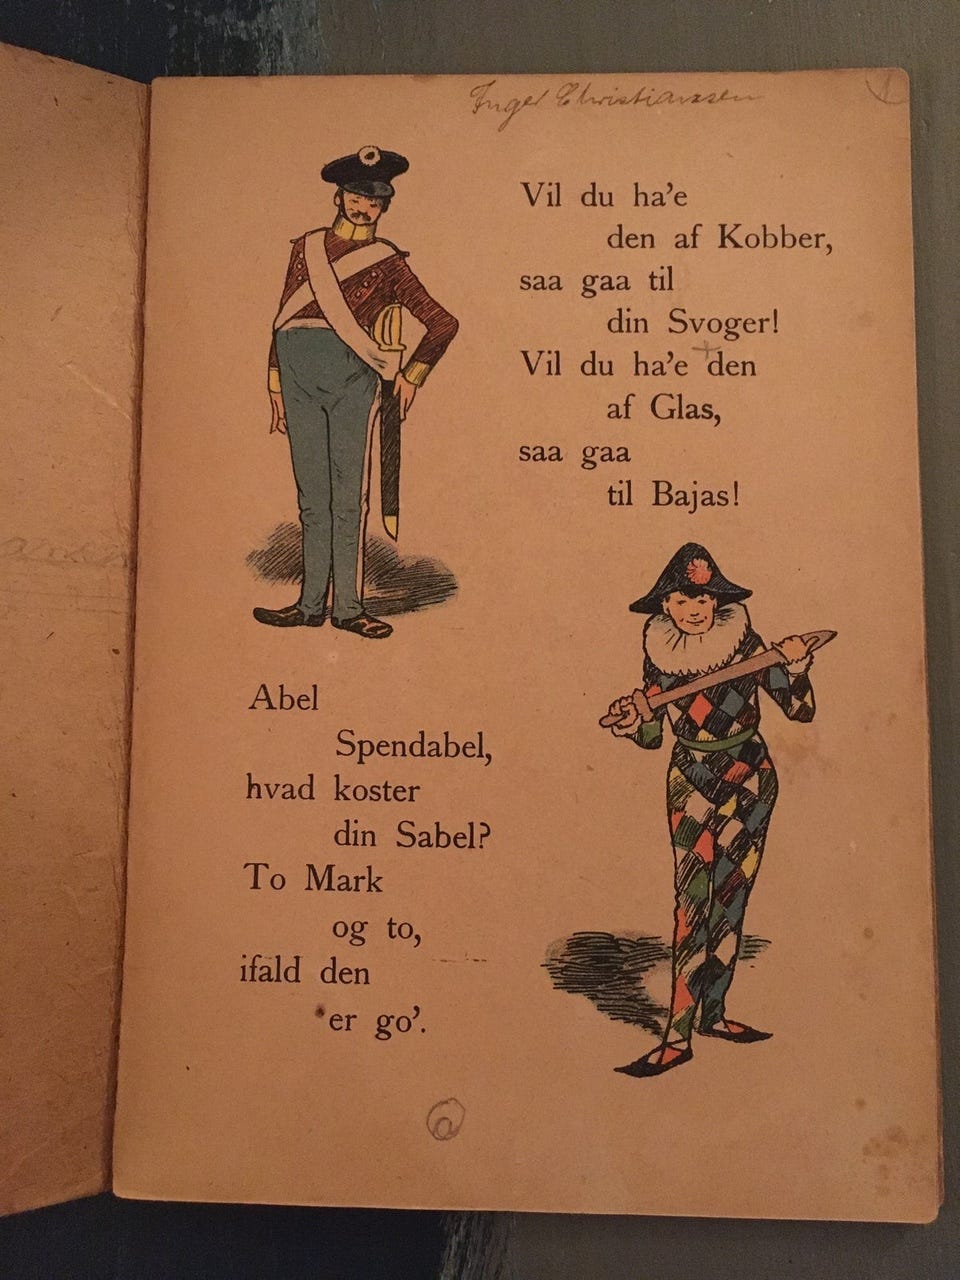 Inger Christiansen
Abel
Spendabel,
hvad koster
din Sabel?
To Mark
og to,
ifald den
er go’.
Vil du ha’e
den af Kobber,
saa gaa til
din Svoger!
Vil du ha’e den
af Glas,
saa gaa
til Bajas!
a